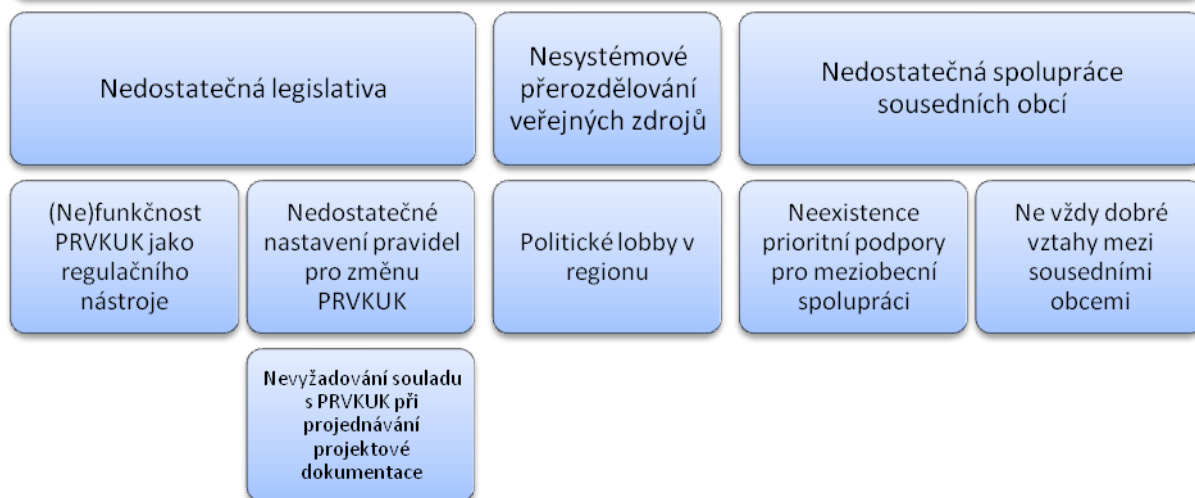 Nedostatečná legislativa
Nesystémové
přerozdělování
veřejných zdrojů
Nedostatečná spolupráce
sousedních obcí
(Ne)funkčnost
PRVKUK jako
regulačního
nástroje
Nedostatečné
nastavení pravidel
pro změnu
PRVKUK
Politické lobby v
regionu
Neexistence
prioritní podpory
pro meziobecní
spolupráci
Ne vždy dobré
vztahy mezi
sousedními
obcemi
Nevyžadování souladu
s PRVKUK při
projednávání
projektové
dokumentace